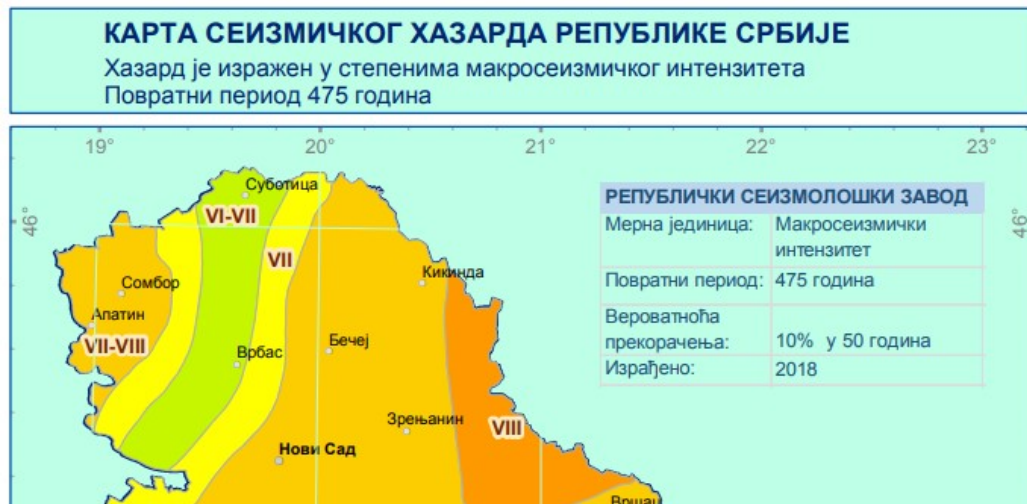 КАРТА СЕИЗМИЧКОГ ХАЗАРДА РЕПУБЛИКЕ СРБИЈЕ
Хазард је изражен у степенима макросеизмичког интензитета
Повратни период 475 година
19° 20° 21° 22° 23°
Суботица
VI-VII
46° 46°
РЕПУБЛИЧКИ СЕИЗМОЛОШКИ ЗАВОД
Мерна јединица: Макросеизмички
интензитет
Повратни период: 475 година
Вероватноћа
прекорачења: 10% у 50 година
Израђено: 2018
VII
Кикинда
Сомбор
Апатин
VII-VIII
Бечеј
Врбас
Зрењанин
VIII
Нови Сад
Вршац